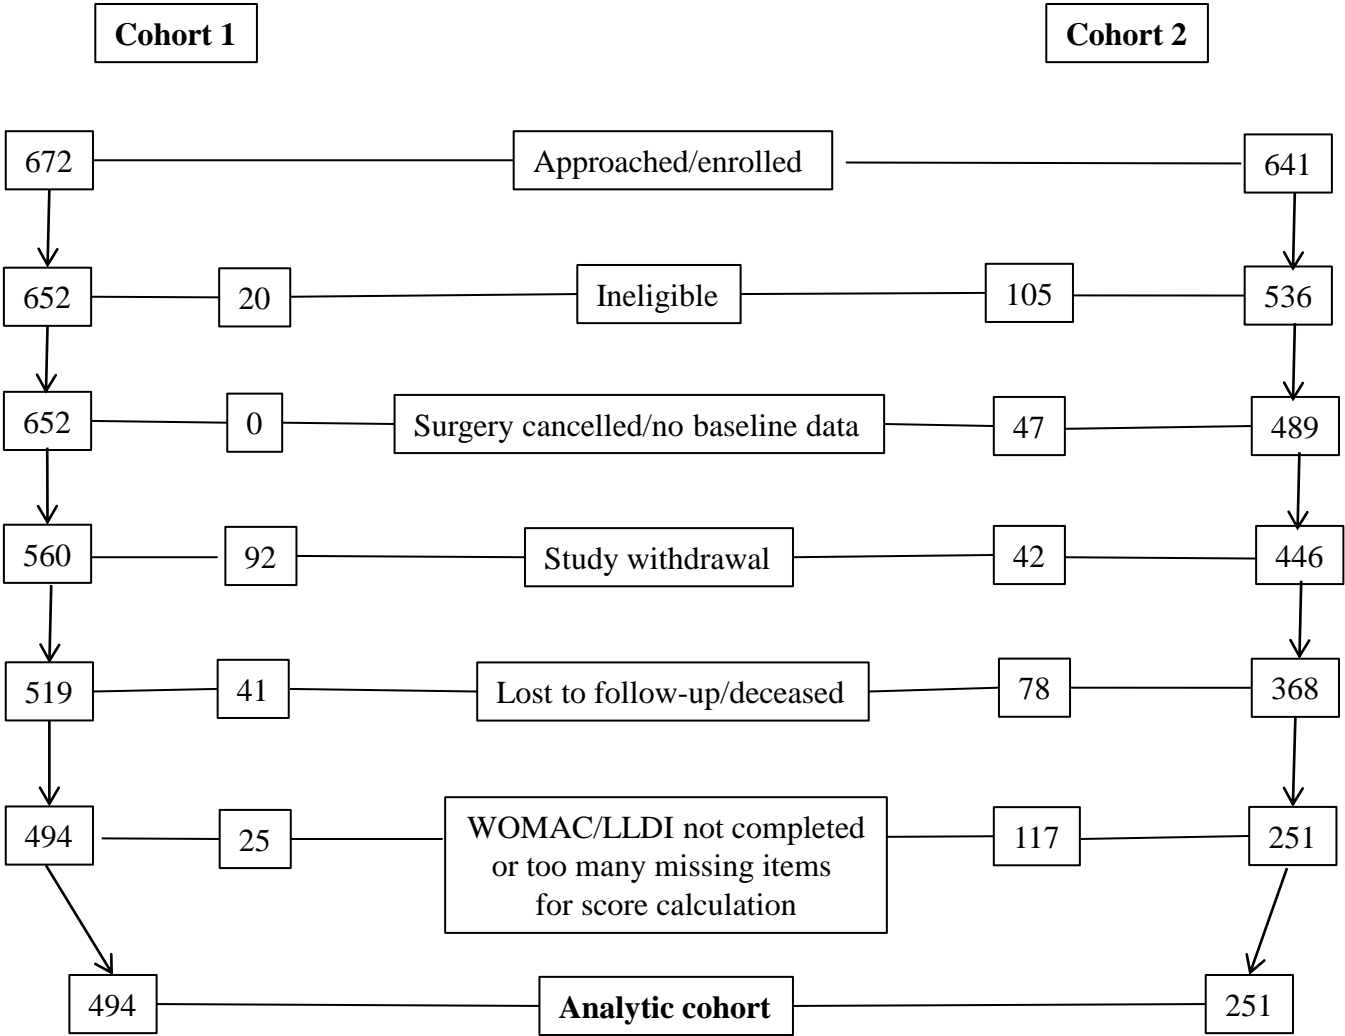 Cohort 1
Cohort 2
672
Approached/enrolled
641
652
20
Ineligible
105
536
652
0
Surgery cancelled/no baseline data
47
489
560
92
Study withdrawal
42
446
519
41
Lost to follow-up/deceased
78
368
494
25
WOMAC/LLDI not completed
or too many missing items
for score calculation
117
251
494
Analytic cohort
251